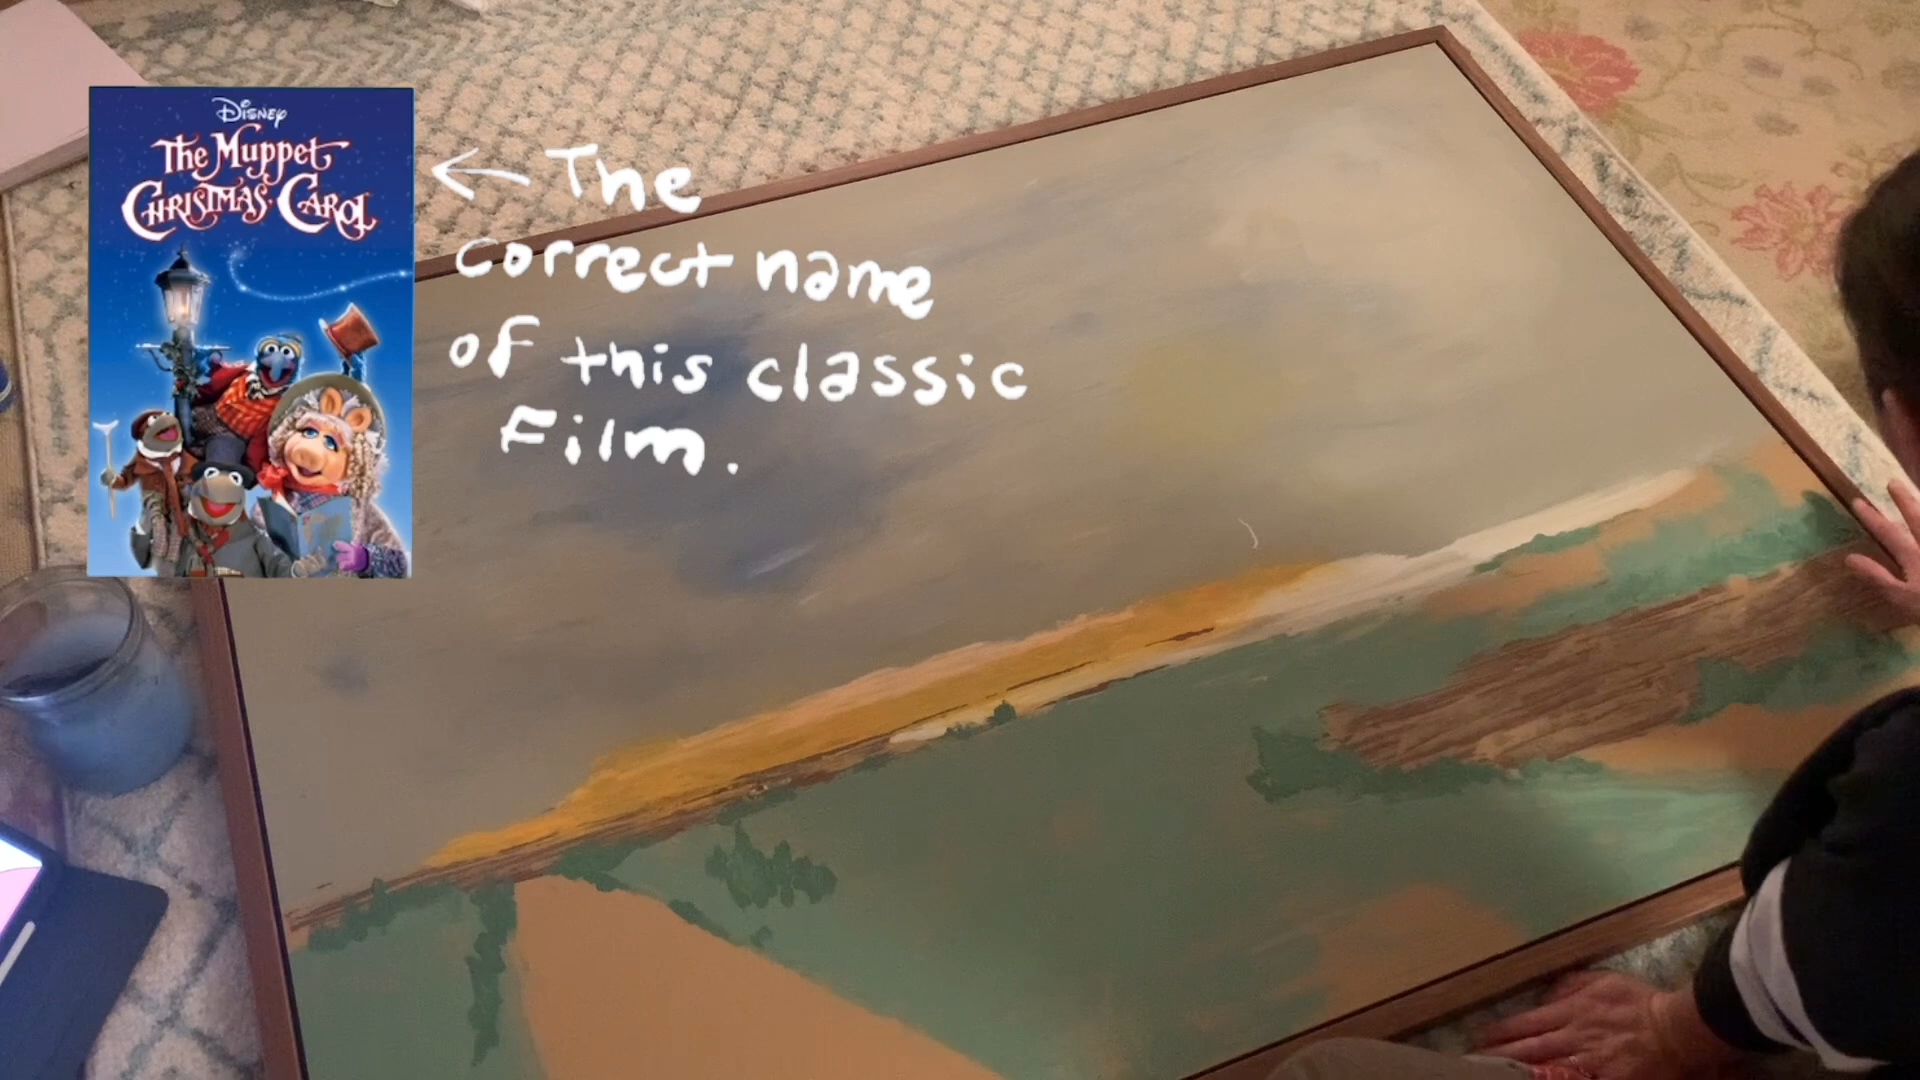 Disney
The Muppet
Christmas Carol
← The
correct name
of this classic
Film.